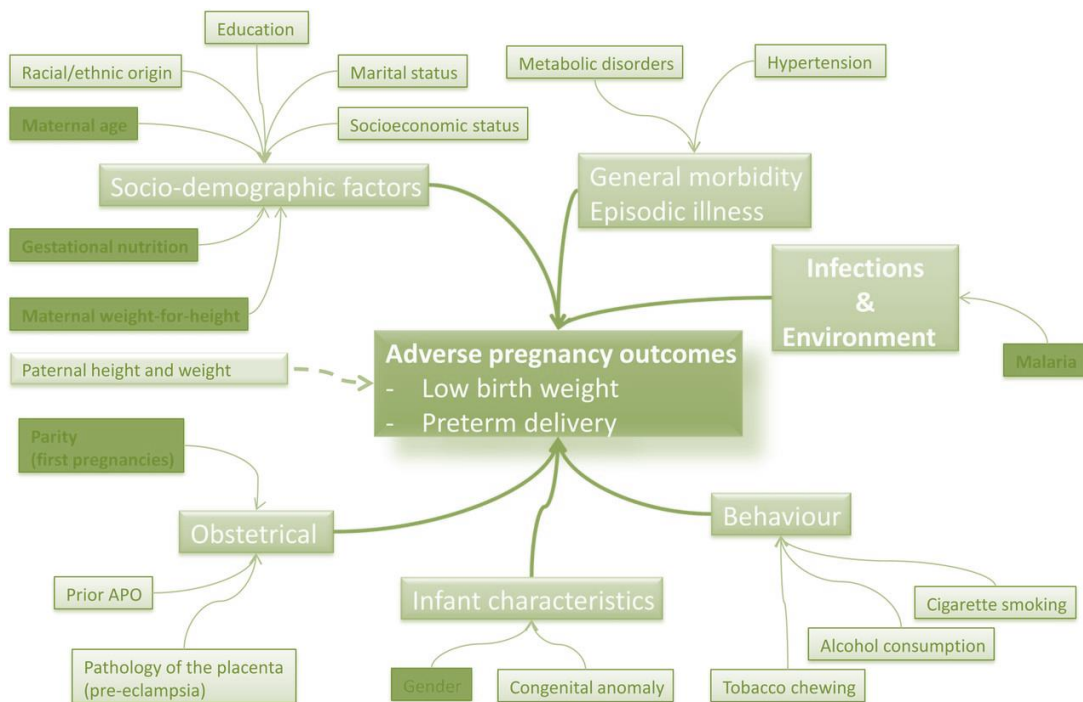 Education
Racial/ethnic origin
Marital status
Maternal age
Socioeconomic status
Socio-demographic factors
Gestational nutrition
Maternal weight-for-height
Metabolic disorders
Hypertension
General morbidity
Episodic illness
Infections
&
Environment
Malaria
Paternal height and weight
Adverse pregnancy outcomes
- Low birth weight
- Preterm delivery
Parity
(first pregnancies)
Obstetrical
Prior APO
Pathology of the placenta
(pre-eclampsia)
Infant characteristics
Gender
Congenital anomaly
Behaviour
Cigarette smoking
Alcohol consumption
Tobacco chewing